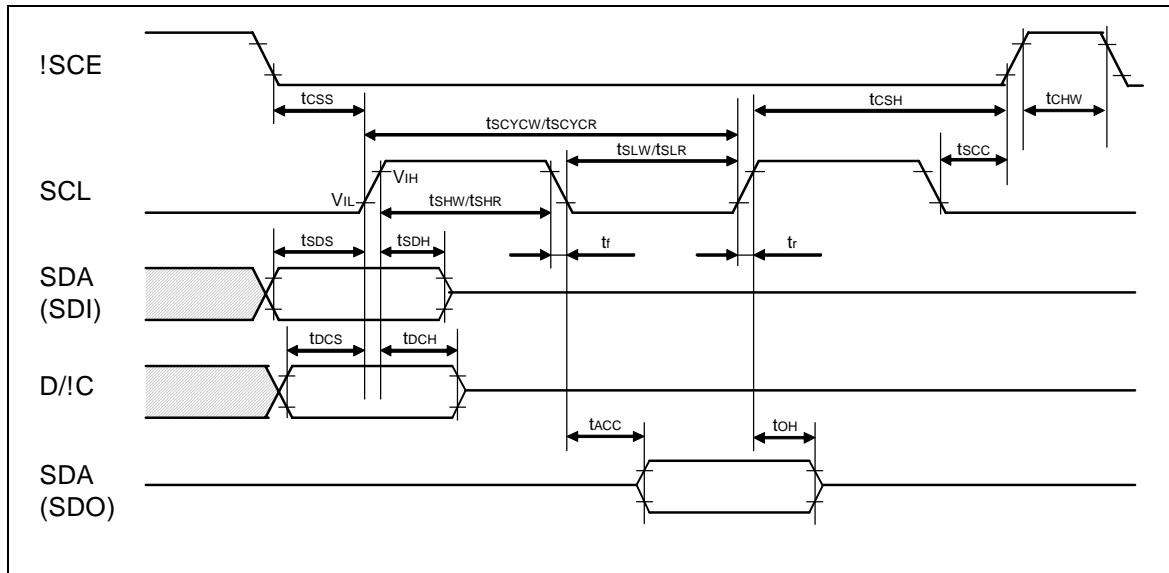 !SCE
tCSS
tCSH
tCHW
tSCYCW/tSCYCR
tSLW/tSLR
tSCC
SCL
VIL
VIH
tSHW/tSHR
tSDS
tSDH
tf
tr
SDA
(SDI)
tDCS
tDCH
D/!C
tACC
tOH
SDA
(SDO)